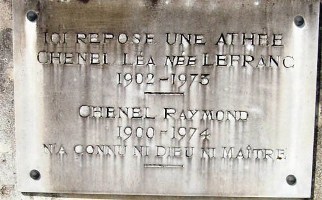 ICI REPOSE UNE ATHÉE
CHENEL LÉA NÉE LEFRANC
1902-1973
CHENEL RAYMOND
1900-1974
N'A CONNU NI DIEU NI MAÎTRE